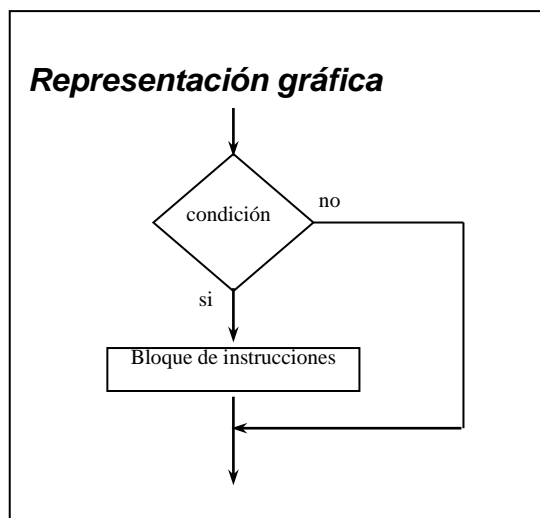 Representación gráfica
condición
no
si
Bloque de instrucciones